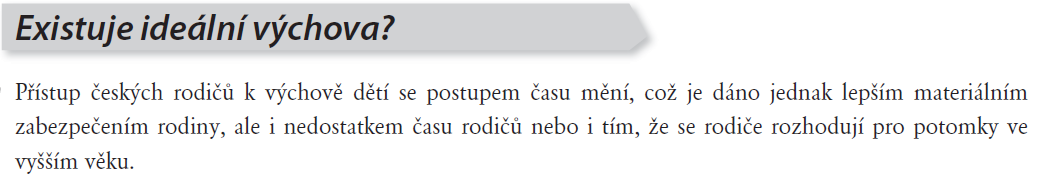 Existuje ideální výchova?
Přístup českých rodičů k výchově dětí se postupem času mění, což je dáno jednak lepším materiálním
zabezpečením rodiny, ale i nedostatkem času rodičů nebo i tím, že se rodiče rozhodují pro potomky ve
vyšším věku.